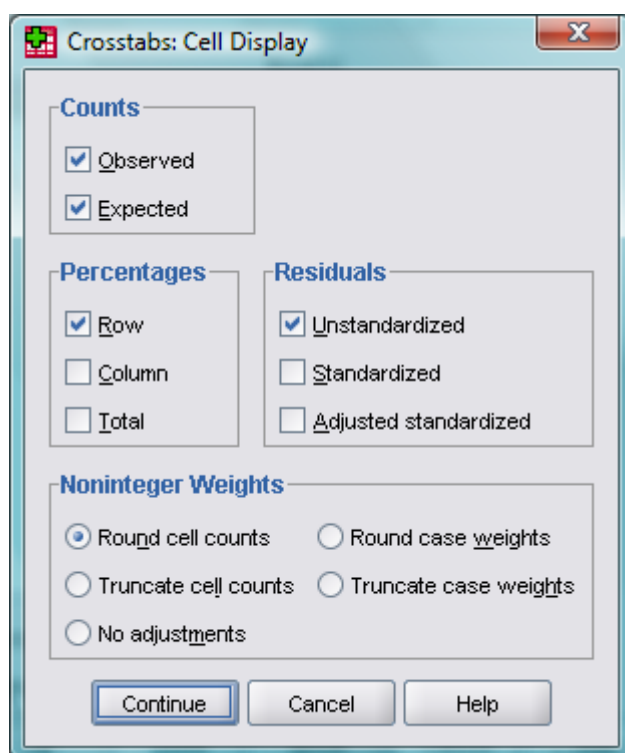 Crosstabs: Cell Display
Counts
Observed
Expected
Percentages
Row
Column
Total
Residuals
Unstandardized
Standardized
Adjusted standardized
Noninteger Weights
Round cell counts
Round case weights
Truncate cell counts
Truncate case weights
No adjustments
Continue
Cancel
Help